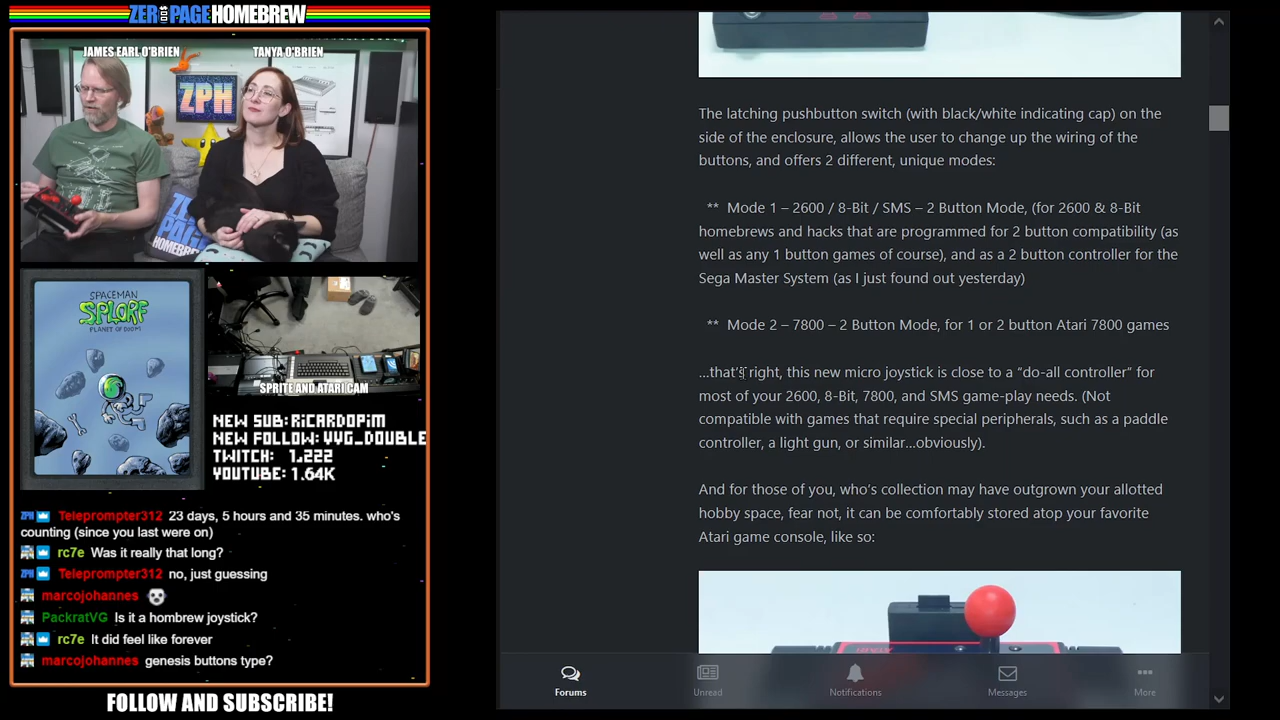 ZERO PAGE HOMEBREW
JAMES EARL O'BRIEN
TANYA O'BRIEN
ZPH
ZERO
PAGE
HOMEBREW
SPACEMAN
SPLORF
PLANET OF DOOM
SPRITE AND ATARI CAM
NEW SUB: RICARDOPIM
NEW FOLLOW: VVG_DOUBLE
TWITCH: 1,222
YOUTUBE: 1.64K
ZPH Teleprompter312 23 days, 5 hours and 35 minutes. who's
counting (since you last were on)
rc7e Was it really that long?
ZPH Teleprompter312 no, just guessing
marcojohannes
PackratVG Is it a hombrew joystick?
rc7e It did feel like forever
marcojohannes genesis buttons type?
FOLLOW AND SUBSCRIBE!
The latching pushbutton switch (with black/white indicating cap) on the
side of the enclosure, allows the user to change up the wiring of the
buttons, and offers 2 different, unique modes:
** Mode 1 – 2600 / 8-Bit / SMS – 2 Button Mode, (for 2600 & 8-Bit
homebrews and hacks that are programmed for 2 button compatibility (as
well as any 1 button games of course), and as a 2 button controller for the
Sega Master System (as I just found out yesterday)
** Mode 2 – 7800 – 2 Button Mode, for 1 or 2 button Atari 7800 games
...that's right, this new micro joystick is close to a “do-all controller” for
most of your 2600, 8-Bit, 7800, and SMS game-play needs. (Not
compatible with games that require special peripherals, such as a paddle
controller, a light gun, or similar...obviously).
And for those of you, who's collection may have outgrown your allotted
hobby space, fear not, it can be comfortably stored atop your favorite
Atari game console, like so:
Forums
Unread
Notifications
Messages
More